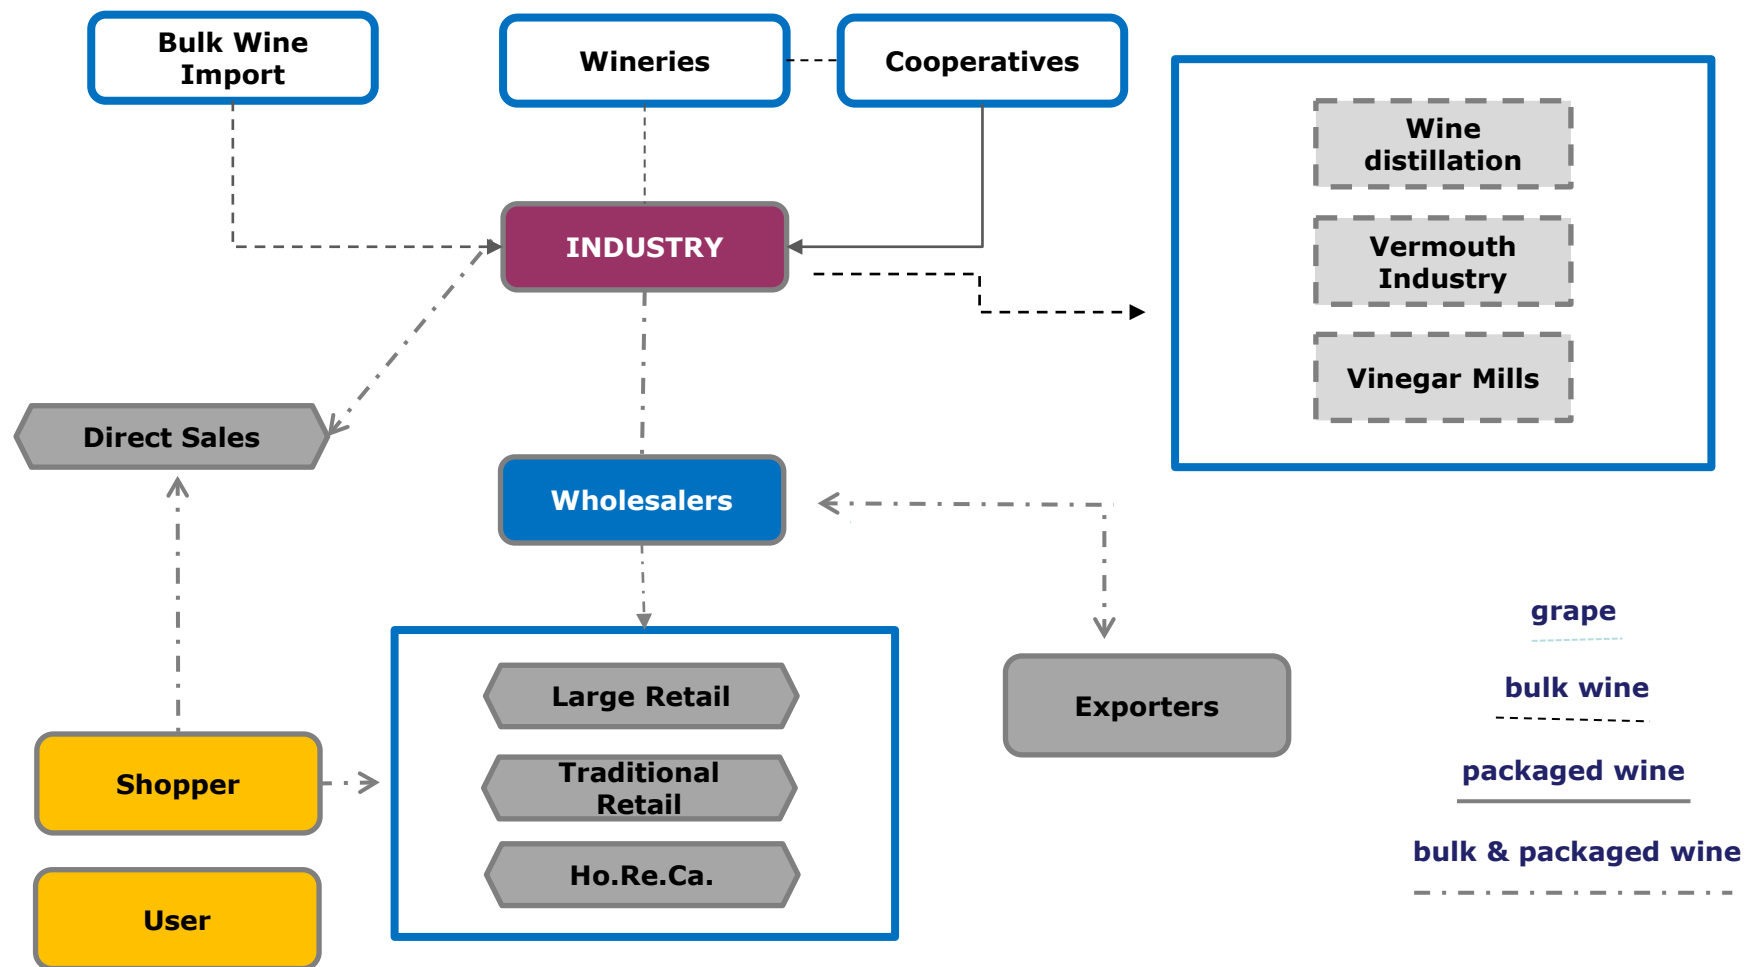 Bulk Wine
Import
Wineries
Cooperatives
Wine
distillation
INDUSTRY
Vermouth
Industry
Vinegar Mills
Direct Sales
Wholesalers
Large Retail
Exporters
Shopper
Traditional
Retail
Ho.Re.Ca.
User
grape
bulk wine
packaged wine
bulk & packaged wine